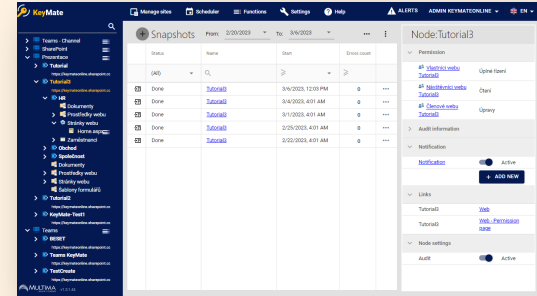 KeyMate
Manage sites
Scheduler
Functions
Settings
Help
ALERTS
ADMIN KEYMATEONLINE
EN
Teams - Channel
SharePoint
Prezentace
Tutorial
https://keymateonline.sharepoint.co
Tutorial3
https://keymateonline.sharepoint.co
HR
Dokumenty
Prostředky webu
Stránky webu
Home.aspx
Zaměstnanci
Obchod
Společnost
Dokumenty
Prostředky webu
Stránky webu
Šablony formulářů
Tutorial2
https://keymateonline.sharepoint.co
KeyMate-Test1
https://keymateonline.sharepoint.co
Teams
BESET
https://keymateonline.sharepoint.co
Teams KeyMate
https://keymateonline.sharepoint.co
TestCreate
https://keymateonline.sharepoint.co
MULTIMA
Snapshots
From: 2/20/2023
To: 3/6/2023
Status Name Start Errors count
(All)
Done Tutorial3 3/6/2023, 12:03 PM 0
Done Tutorial3 3/4/2023, 4:01 AM 0
Done Tutorial3 3/1/2023, 4:01 AM 0
Done Tutorial3 2/25/2023, 4:01 AM 0
Done Tutorial3 2/22/2023, 4:01 AM 0
Node:Tutorial3
Permission
Vlastníci webu
Tutorial3
Úplné řízení
Návštěvníci webu
Tutorial3
Čtení
Členové webu
Tutorial3
Úpravy
Audit information
Notification
Notification Active
+ ADD NEW
Links
Tutorial3 Web
Tutorial3 Web - Permission
page
Node settings
Audit Active